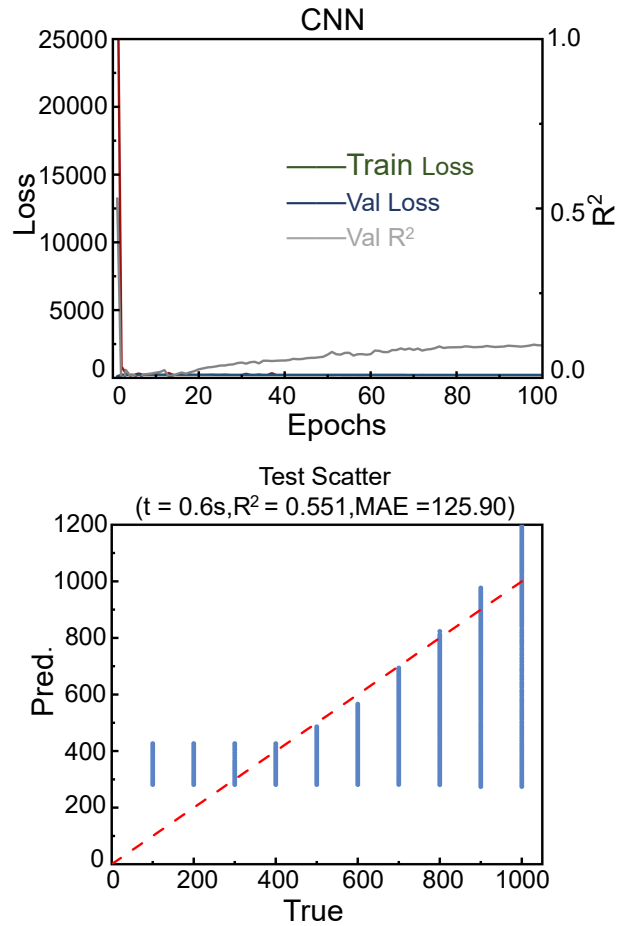 CNN
25000
20000
15000
10000
5000
0
Loss
1.0
0.5
0.0
R²
Train Loss
Val Loss
Val R²
0 20 40 60 80 100
Epochs
Test Scatter
(t = 0.6s,R² = 0.551,MAE =125.90)
1200
1000
800
600
400
200
0
Pred.
0 200 400 600 800 1000
True